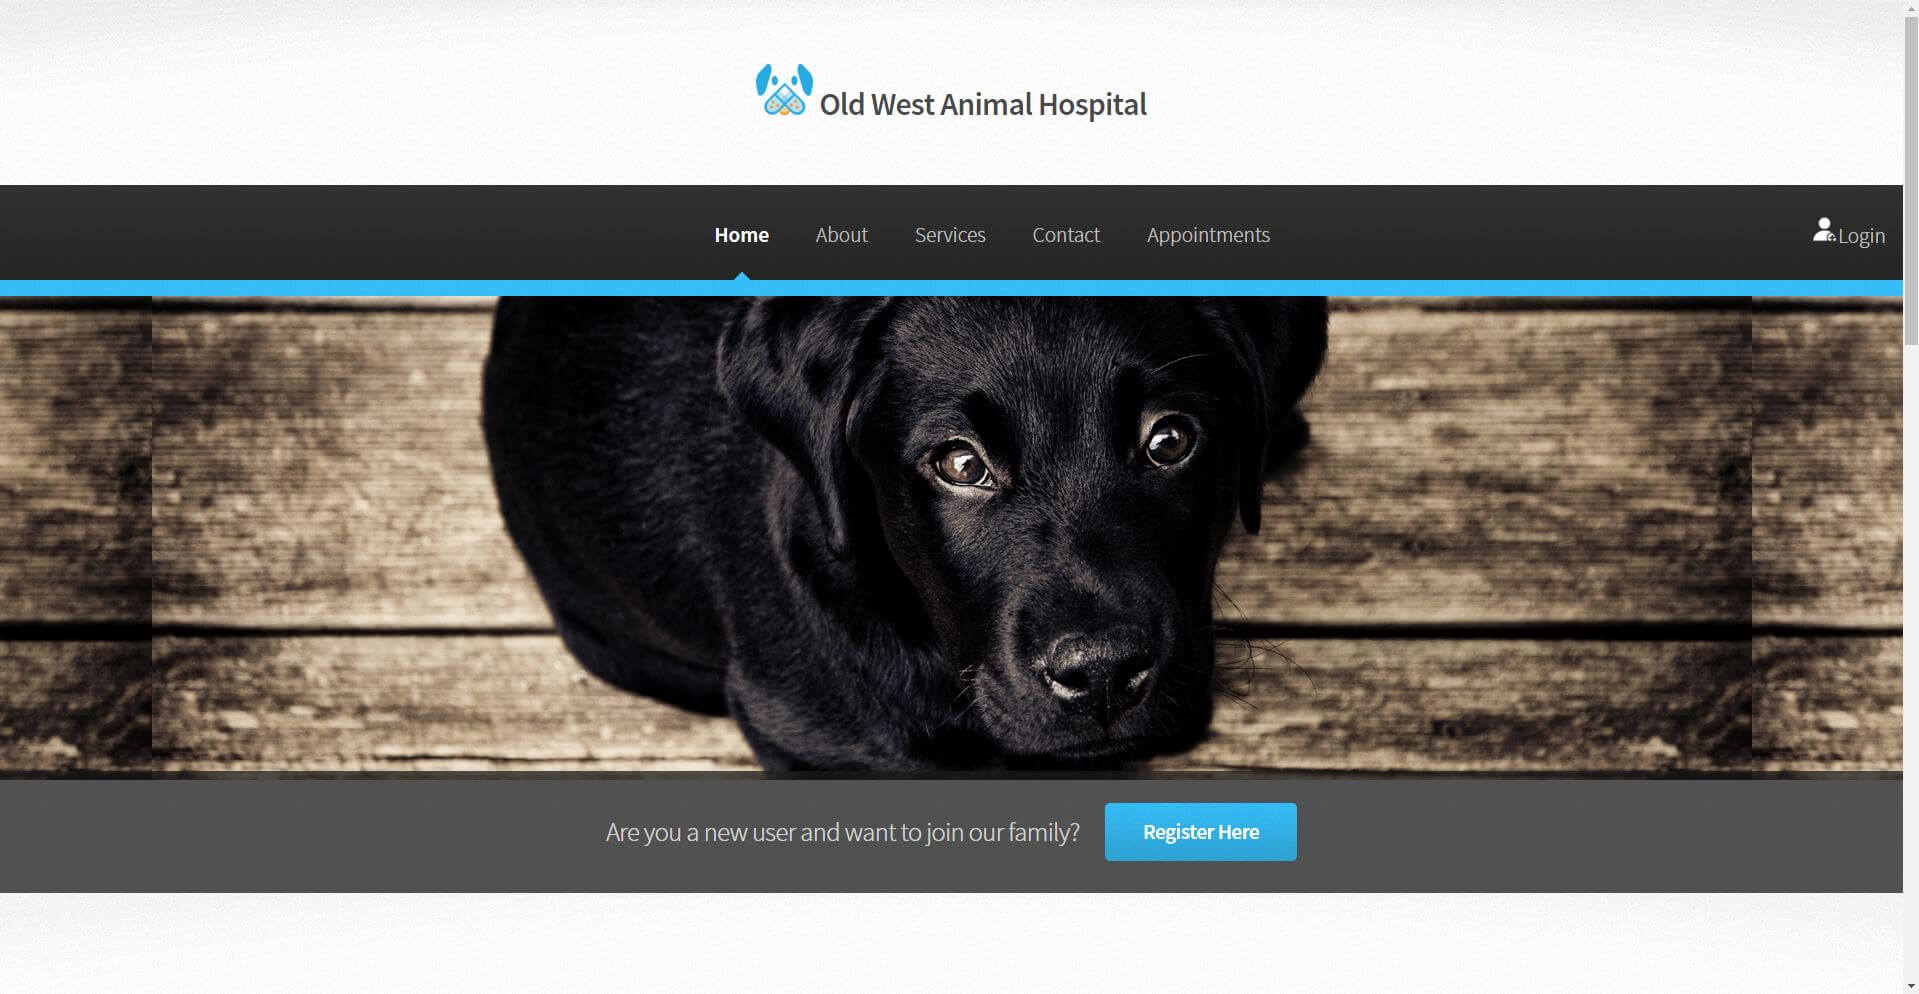 Old West Animal Hospital
Home About Services Contact Appointments Login
Are you a new user and want to join our family? Register Here